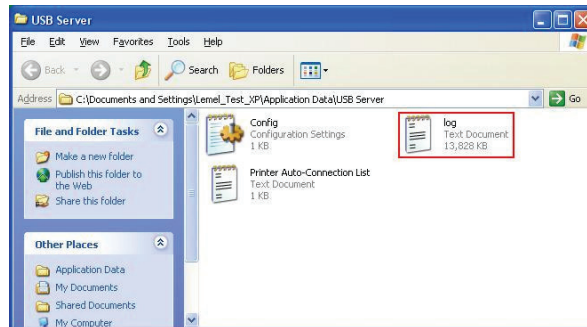 USB Server
File Edit View Favorites Tools Help
Back Search Folders
Address C:\Documents and Settings\Lemel_Test_XP\Application Data\USB Server Go
File and Folder Tasks
Make a new folder
Publish this folder to
the Web
Share this folder
Other Places
Application Data
My Documents
Shared Documents
My Computer
Config
Configuration Settings
1 KB
log
Text Document
13,828 KB
Printer Auto-Connection List
Text Document
1 KB